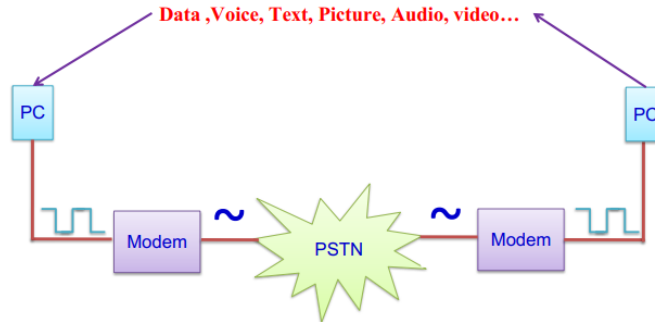 Data ,Voice, Text, Picture, Audio, video…
PC
PC
Modem
PSTN
Modem